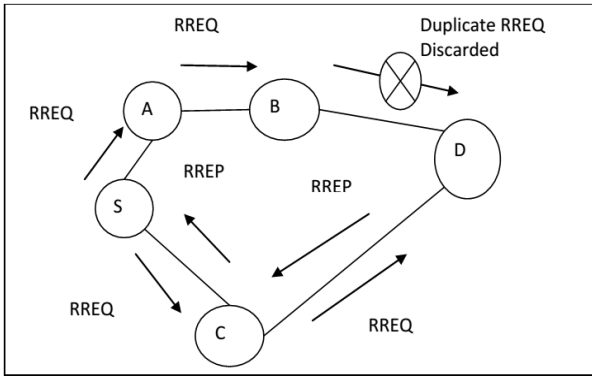 RREQ
Duplicate RREQ
Discarded
RREQ
A
B
D
RREP
RREP
S
RREQ
C
RREQ